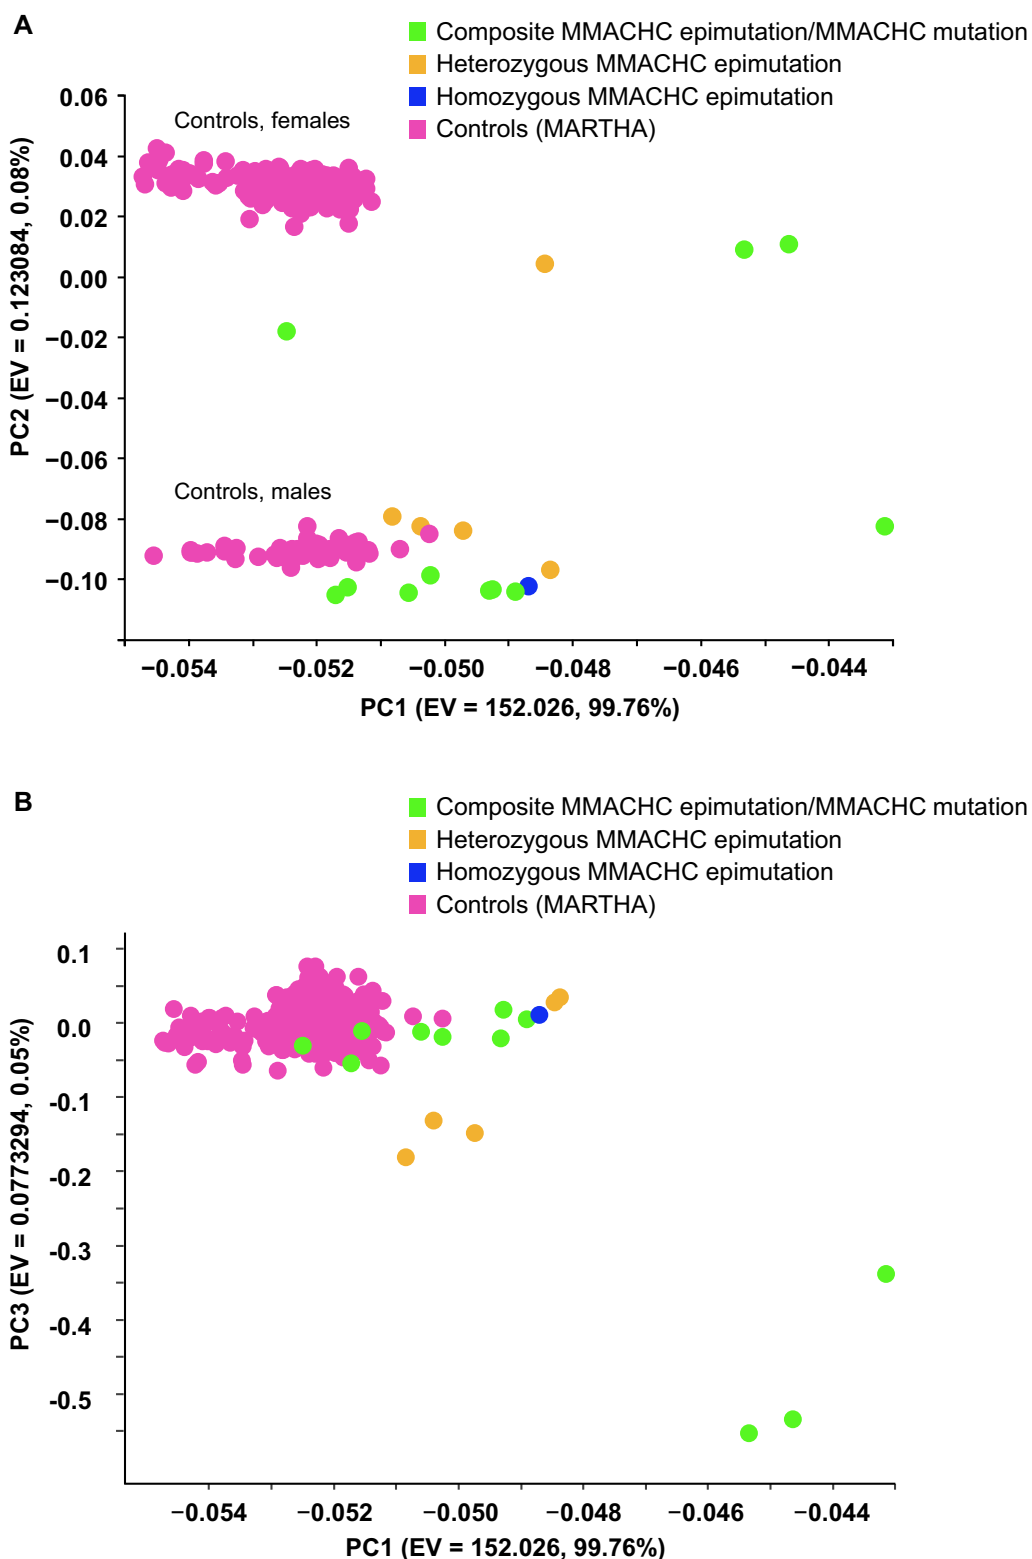 A
Composite MMACHC epimutation/MMACHC mutation
Heterozygous MMACHC epimutation
Homozygous MMACHC epimutation
Controls (MARTHA)
0.06
0.04
0.02
0.00
−0.02
−0.04
−0.06
−0.08
−0.10
PC2 (EV = 0.123084, 0.08%)
Controls, females
Controls, males
−0.054
−0.052
−0.050
−0.048
−0.046
−0.044
PC1 (EV = 152.026, 99.76%)
B
Composite MMACHC epimutation/MMACHC mutation
Heterozygous MMACHC epimutation
Homozygous MMACHC epimutation
Controls (MARTHA)
0.1
0.0
-0.1
-0.2
-0.3
-0.4
-0.5
PC3 (EV = 0.0773294, 0.05%)
−0.054
−0.052
−0.050
−0.048
−0.046
−0.044
PC1 (EV = 152.026, 99.76%)